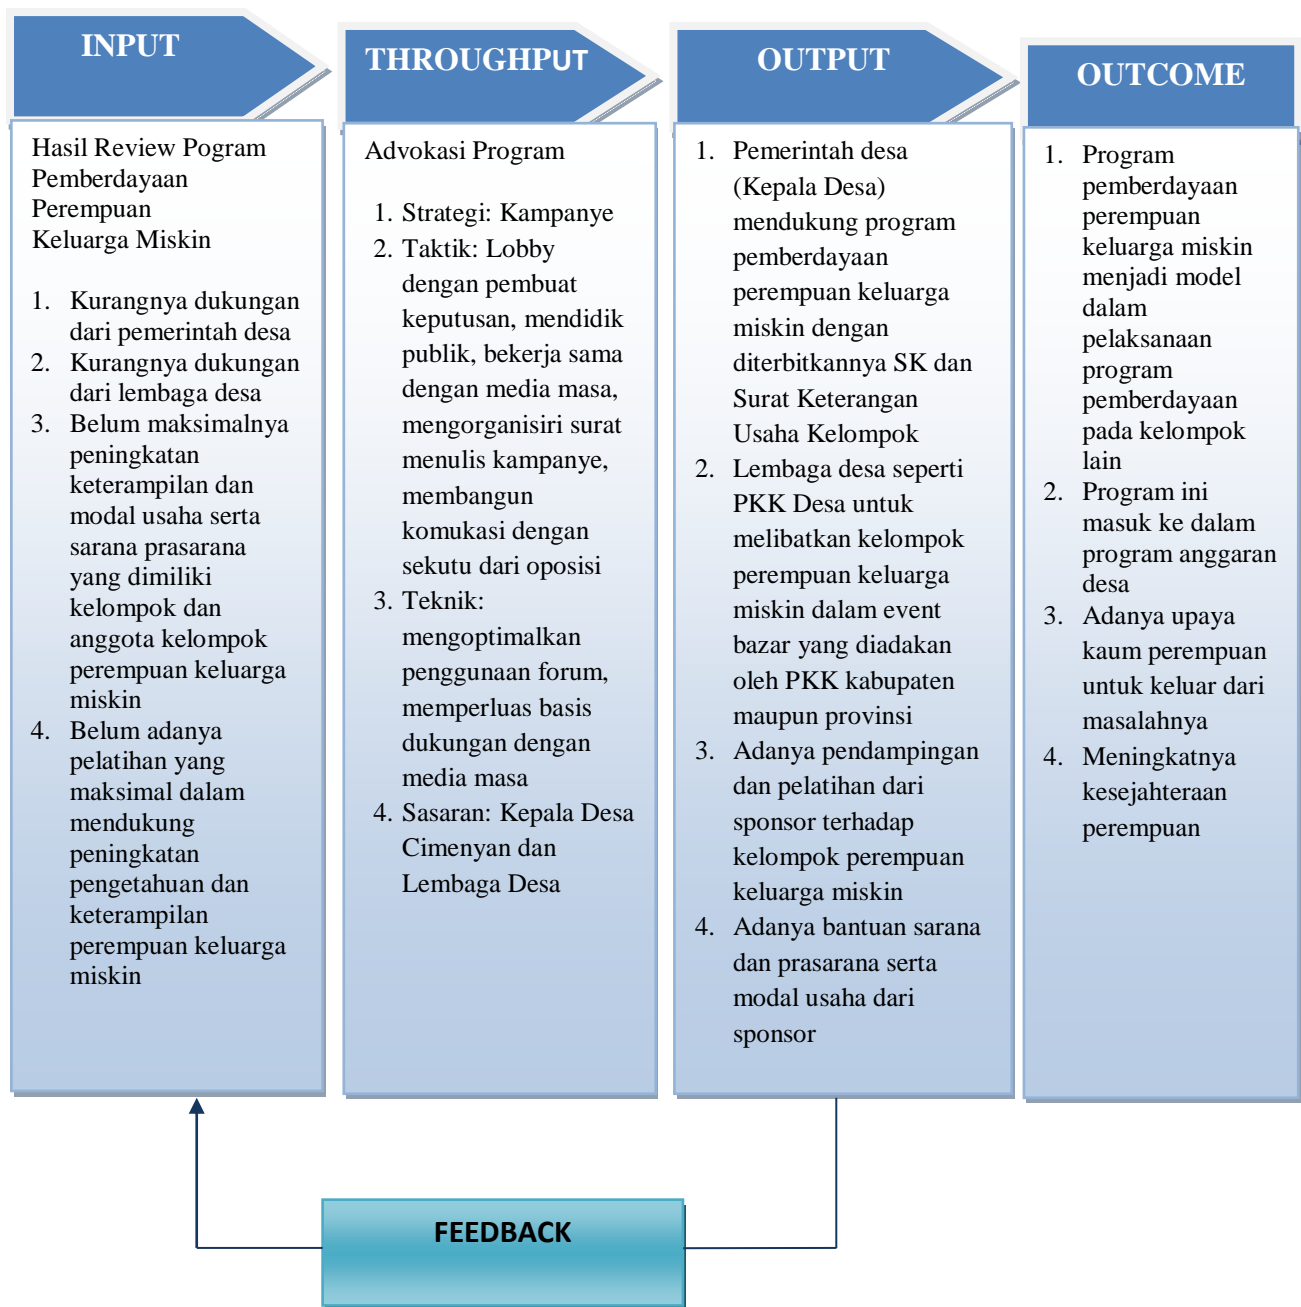 INPUT
Hasil Review Pogram
Pemberdayaan
Perempuan
Keluarga Miskin
1. Kurangnya dukungan
dari pemerintah desa
2. Kurangnya dukungan
dari lembaga desa
3. Belum maksimalnya
peningkatan
keterampilan dan
modal usaha serta
sarana prasarana
yang dimiliki
kelompok dan
anggota kelompok
perempuan keluarga
miskin
4. Belum adanya
pelatihan yang
maksimal dalam
mendukung
peningkatan
pengetahuan dan
keterampilan
perempuan keluarga
miskin
THROUGHPUT
Advokasi Program
1. Strategi: Kampanye
2. Taktik: Lobby
dengan pembuat
keputusan, mendidik
publik, bekerja sama
dengan media masa,
mengorganisiri surat
menulis kampanye,
membangun
komukasi dengan
sekutu dari oposisi
3. Teknik:
mengoptimalkan
penggunaan forum,
memperluas basis
dukungan dengan
media masa
4. Sasaran: Kepala Desa
Cimenyan dan
Lembaga Desa
OUTPUT
1. Pemerintah desa
(Kepala Desa)
mendukung program
pemberdayaan
perempuan keluarga
miskin dengan
diterbitkannya SK dan
Surat Keterangan
Usaha Kelompok
2. Lembaga desa seperti
PKK Desa untuk
melibatkan kelompok
perempuan keluarga
miskin dalam event
bazar yang diadakan
oleh PKK kabupaten
maupun provinsi
3. Adanya pendampingan
dan pelatihan dari
sponsor terhadap
kelompok perempuan
keluarga miskin
4. Adanya bantuan sarana
dan prasarana serta
modal usaha dari
sponsor
OUTCOME
1. Program
pemberdayaan
perempuan
keluarga miskin
menjadi model
dalam
pelaksanaan
program
pemberdayaan
pada kelompok
lain
2. Program ini
masuk ke dalam
program anggaran
desa
3. Adanya upaya
kaum perempuan
untuk keluar dari
masalahnya
4. Meningkatnya
kesejahteraan
perempuan
FEEDBACK